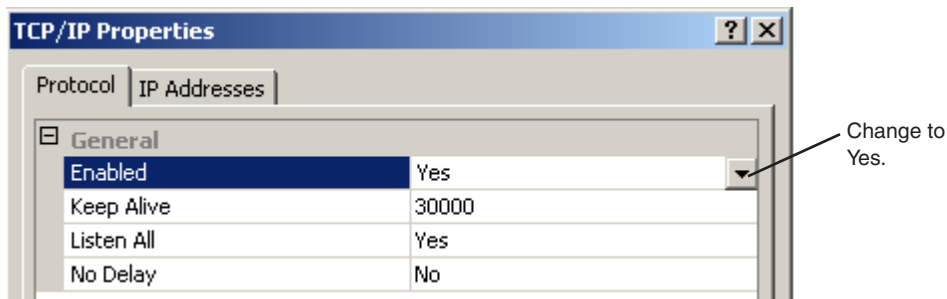 TCP/IP Properties
Protocol
IP Addresses
General
Enabled Yes
Keep Alive 30000
Listen All Yes
No Delay No
Change to
Yes.